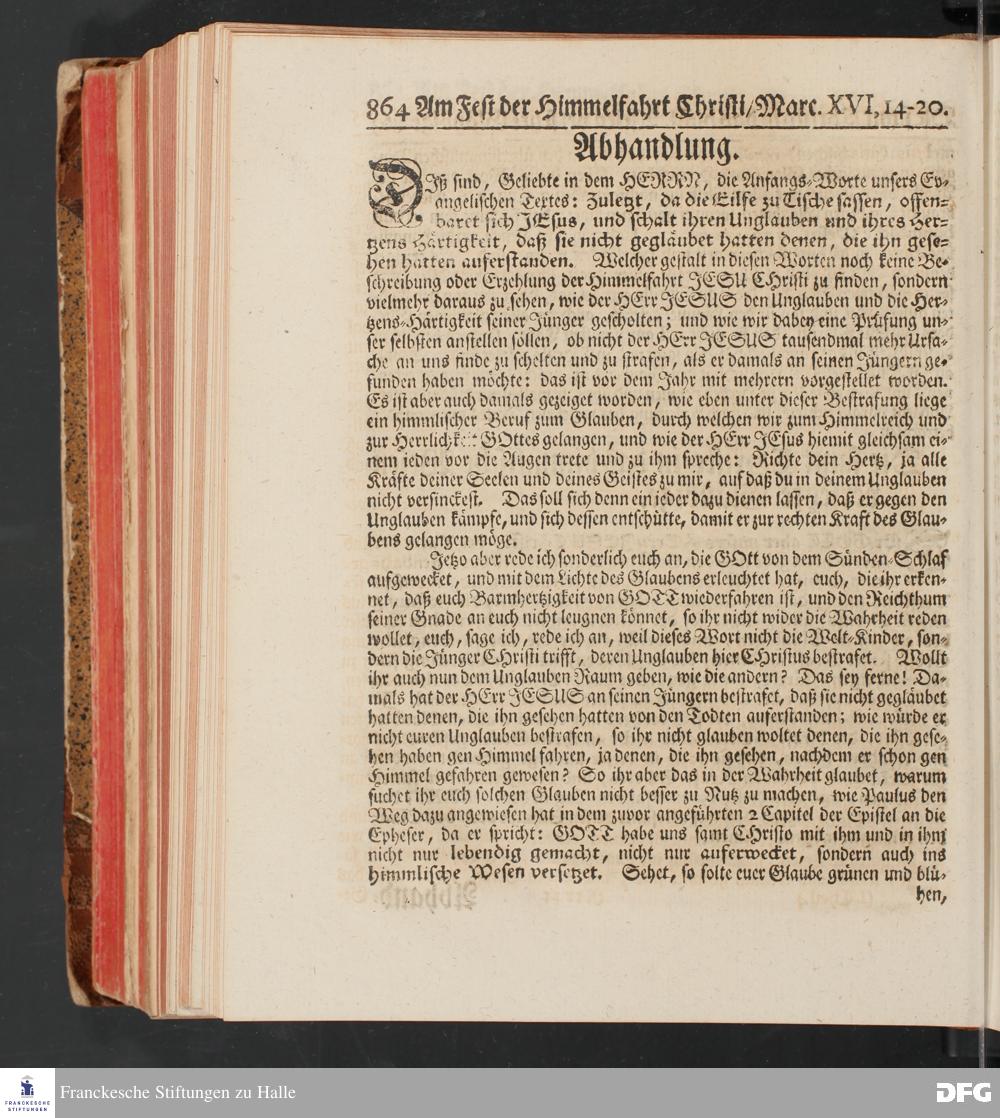 864 Am Fest der Himmelfahrt Christi/Marc. XVI, 14-20.
Abhandlung.
Diß sind, Geliebte in dem HERRN, die Anfangs-Worte unsers Ev-
angelischen Textes: Zuletzt, da die Eilfe zu Tische sassen, offen-
baret sich JEsus, und schalt ihren Unglauben und ihres Her-
tzens Härtigkeit, daß sie nicht gegläubet hatten denen, die ihn gese-
hen hatten auferstanden. Welcher gestalt in diesen Worten noch keine Be-
schreibung oder Erzehlung der Himmelfahrt JESU CHristi zu finden, sondern
vielmehr daraus zu sehen, wie der HErr JESUS den Unglauben und die Her-
tzens-Härtigkeit seiner Jünger gescholten; und wie wir dabey eine Prüfung un-
ser selbsten anstellen sollen, ob nicht der HErr JESUS tausendmal mehr Ursa-
che an uns finde zu schelten und zu strafen, als er damals an seinen Jüngern ge-
funden haben möchte: das ist vor dem Jahr mit mehrern vorgestellet worden.
Es ist aber auch damals gezeiget worden, wie eben unter dieser Bestrafung liege
ein himmlischer Beruf zum Glauben, durch welchen wir zum Himmelreich und
zur Herrlichkeit GOttes gelangen, und wie der HErr JEsus hiemit gleichsam ei-
nem jeden vor die Augen trete und zu ihm spreche: Richte dein Hertz, ja alle
Kräfte deiner Seelen und deines Geistes zu mir, auf daß du in deinem Unglauben
nicht versinckest. Das soll sich denn ein jeder dazu dienen lassen, daß er gegen den
Unglauben kämpfe, und sich dessen entschütte, damit er zur rechten Kraft des Glau-
bens gelangen möge.
Jetzo aber rede ich sonderlich euch an, die GOtt von dem Sünden-Schlaf
aufgewecket, und mit dem Lichte des Glaubens erleuchtet hat, euch, die ihr erken-
net, daß euch Barmhertzigkeit von GOTT wiederfahren ist, und den Reichthum
seiner Gnade an euch nicht leugnen könnet, so ihr nicht wider die Wahrheit reden
wollet, euch, sage ich, rede ich an, weil dieses Wort nicht die Welt-Kinder, son-
dern die Jünger CHristi trifft, deren Unglauben hier CHristus bestrafet. Wollt
ihr auch nun dem Unglauben Raum geben, wie die andern? Das sey ferne! Da-
mals hat der HErr JESUS an seinen Jüngern bestrafet, daß sie nicht gegläubet
hatten denen, die ihn gesehen hatten von den Todten auferstanden; wie würde er
nicht euren Unglauben bestrafen, so ihr nicht glauben woltet denen, die ihn gese-
hen haben gen Himmel fahren, ja denen, die ihn gesehen, nachdem er schon gen
Himmel gefahren gewesen? So ihr aber das in der Wahrheit glaubet, warum
suchet ihr euch solchen Glauben nicht besser zu Nutz zu machen, wie Paulus den
Weg dazu angewiesen hat in dem zuvor angeführten 2 Capitel der Epistel an die
Epheser, da er spricht: GOTT habe uns samt CHristo mit ihm und in ihm
nicht nur lebendig gemacht, nicht nur auferwecket, sondern auch ins
himmlische Wesen versetzet. Sehet, so solte euer Glaube grünen und blü-
hen,
FRANCKESCHE
STIFTUNGEN
Franckesche Stiftungen zu Halle
DFG